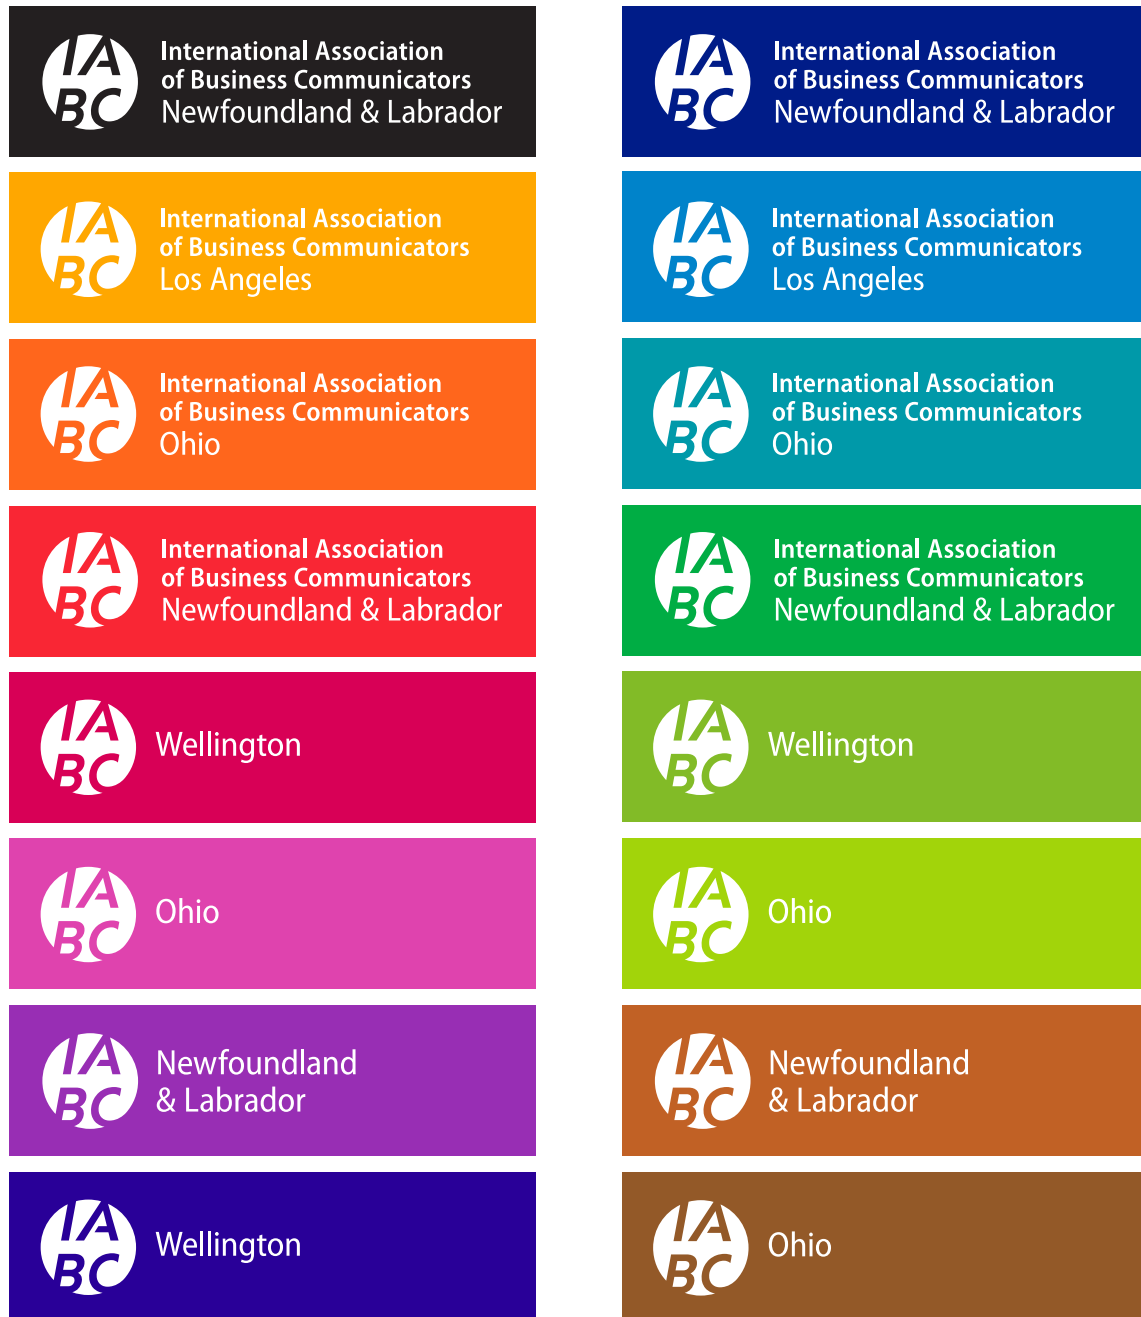 IA
BC
International Association
of Business Communicators
Newfoundland & Labrador
IA
BC
International Association
of Business Communicators
Newfoundland & Labrador
IA
BC
International Association
of Business Communicators
Los Angeles
IA
BC
International Association
of Business Communicators
Los Angeles
IA
BC
International Association
of Business Communicators
Ohio
IA
BC
International Association
of Business Communicators
Ohio
IA
BC
International Association
of Business Communicators
Newfoundland & Labrador
IA
BC
International Association
of Business Communicators
Newfoundland & Labrador
IA
BC
Wellington
IA
BC
Wellington
IA
BC
Ohio
IA
BC
Ohio
IA
BC
Newfoundland
& Labrador
IA
BC
Newfoundland
& Labrador
IA
BC
Wellington
IA
BC
Ohio